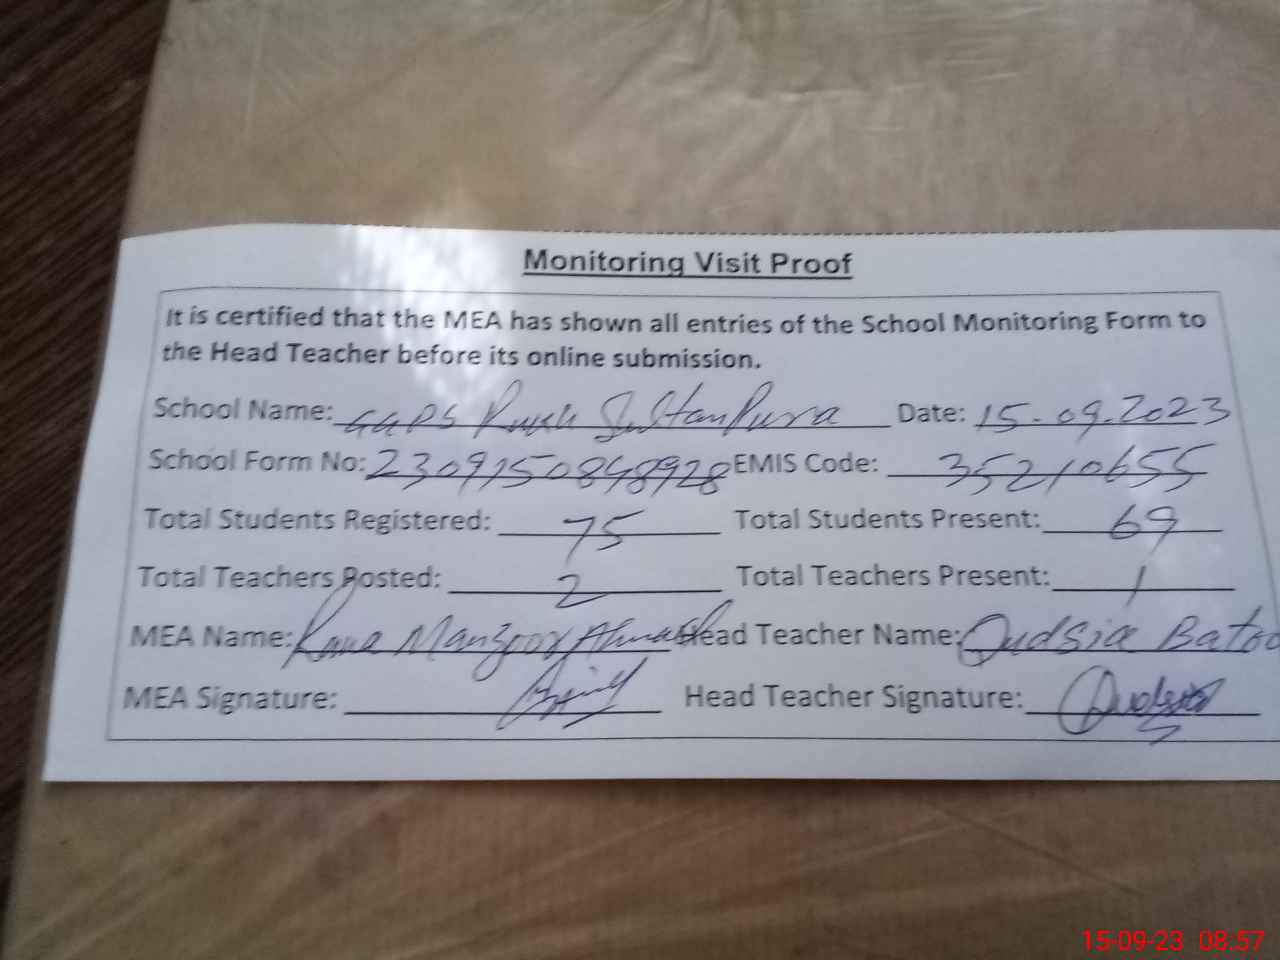 Monitoring Visit Proof
It is certified that the MEA has shown all entries of the School Monitoring Form to
the Head Teacher before its online submission.
School Name: GGPS Rukh SultanPura Date: 15-09-2023
School Form No: 2309150848928 EMIS Code: 35210655
Total Students Registered: 75 Total Students Present: 69
Total Teachers Posted: 2 Total Teachers Present: 1
MEA Name: Rana Manzoor Ahmad Head Teacher Name: Qudsia Batoo
MEA Signature: Head Teacher Signature:
15-09-23 08:57